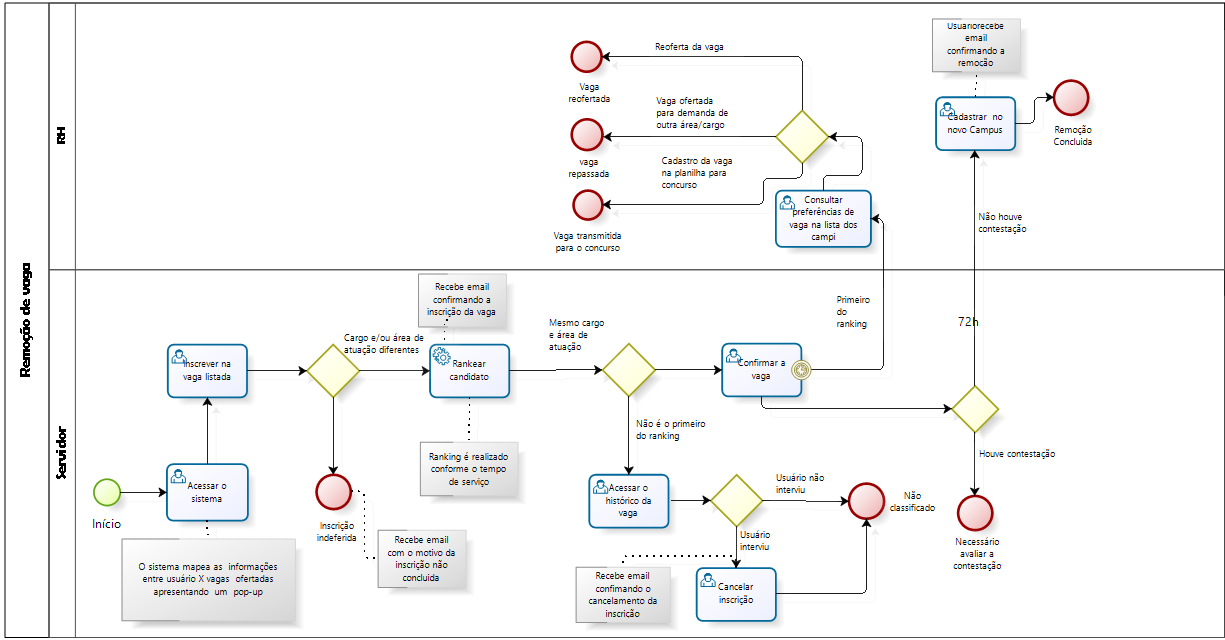 Remoção de vaga
RH
Servidor
Reoferta da vaga
Vaga
reofertada
Vaga ofertada
para demanda de
outra área/cargo
vaga
repassada
Cadastro da vaga
na planilha para
concurso
Vaga transmitida
para o concurso
Consultar
preferências de
vaga na lista dos
campi
Usuariorecebe
email
confirmando a
remoção
Cadastrar no
novo Campus
Remoção
Concluida
Não houve
contestação
72h
Primeiro
do
ranking
Recebe email
confirmando a
inscrição da vaga
Inscrever na
vaga listada
Cargo e/ou área de
atuação diferentes
Rankear
candidato
Mesmo cargo
e área de
atuação
Confirmar a
vaga
Não é o primeiro
do ranking
Houve contestação
Ranking é realizado
conforme o tempo
de serviço
Início
Acessar o
sistema
Inscrição
indeferida
Recebe email
com o motivo da
inscrição não
concluida
O sistema mapea as informações
entre usuário X vagas ofertadas
apresentando um pop-up
Acessar o
histórico da
vaga
Usuário não
interviu
Usuário
interviu
Não
classificado
Necessário
avaliar a
contestação
Recebe email
confimando o
cancelamento da
inscrição
Cancelar
inscrição